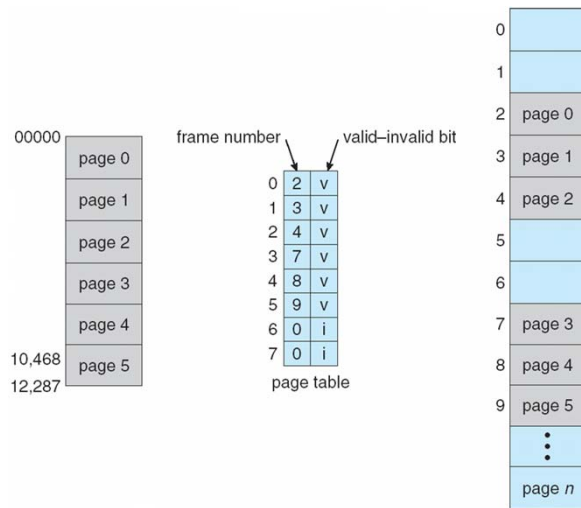 00000
page 0
page 1
page 2
page 3
page 4
10,468
page 5
12,287
frame number
valid–invalid bit
0 2 v
1 3 v
2 4 v
3 7 v
4 8 v
5 9 v
6 0 i
7 0 i
page table
0
1
2 page 0
3 page 1
4 page 2
5
6
7 page 3
8 page 4
9 page 5
page n